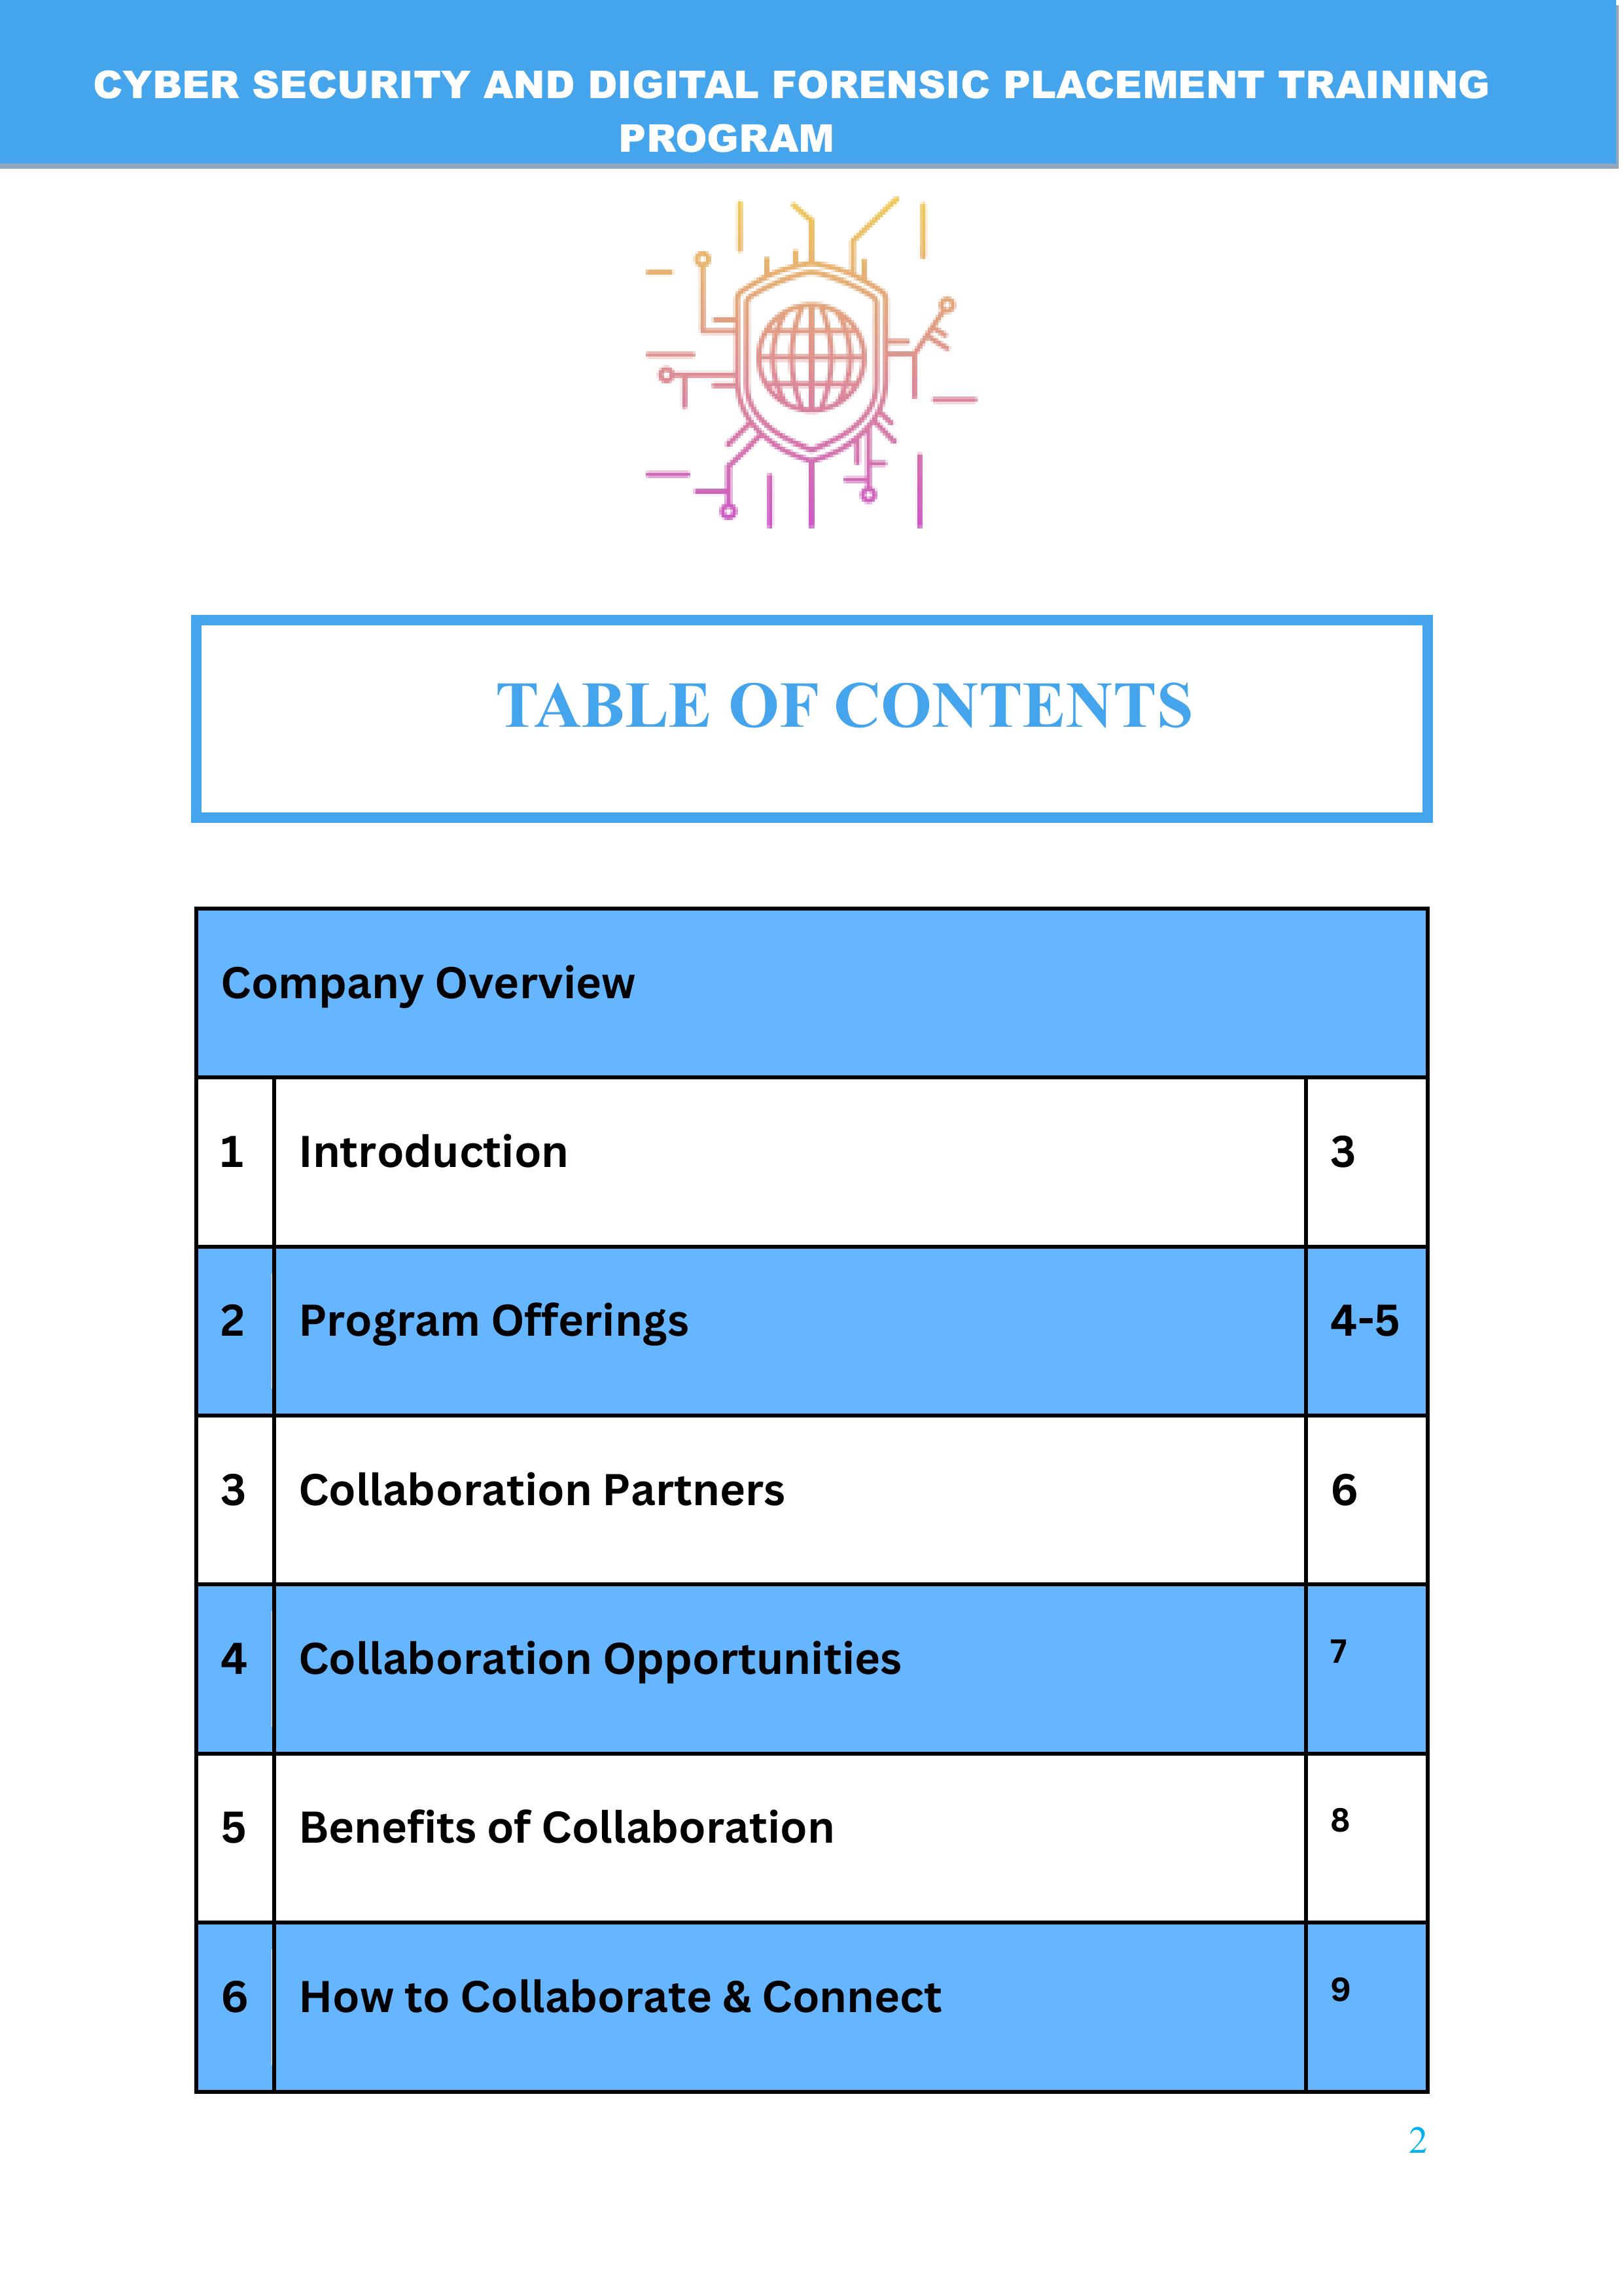 CYBER SECURITY AND DIGITAL FORENSIC PLACEMENT TRAINING
PROGRAM
TABLE OF CONTENTS
Company Overview
1 Introduction 3
2 Program Offerings 4-5
3 Collaboration Partners 6
4 Collaboration Opportunities 7
5 Benefits of Collaboration 8
6 How to Collaborate & Connect 9
2